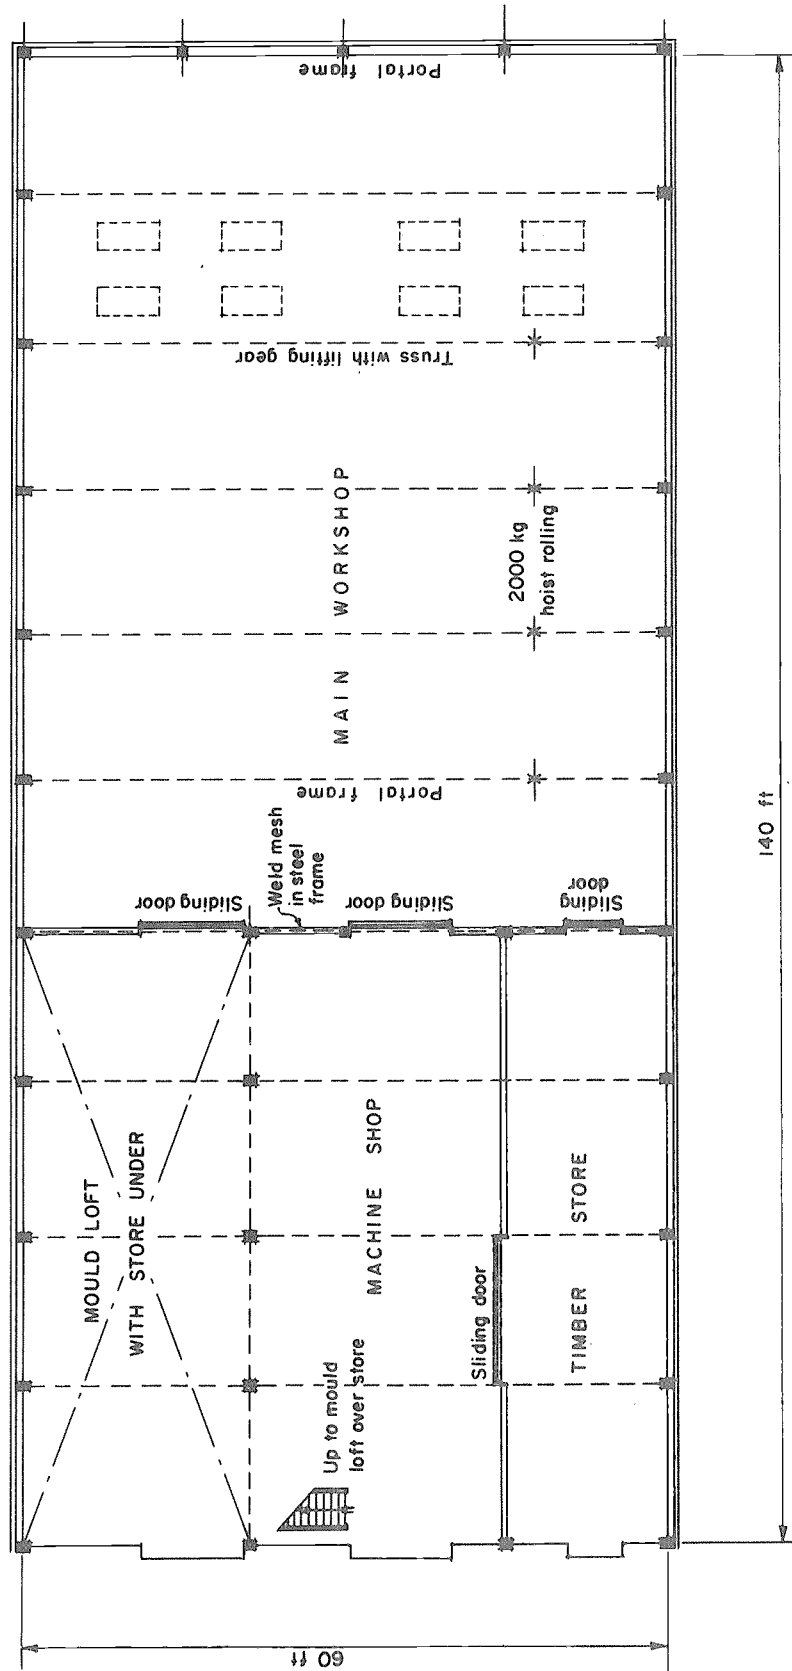 Portal frame
Truss with lifting gear
MAIN WORKSHOP
2000 kg
hoist rolling
Portal frame
140 ft
Sliding door
Weld mesh
in steel
frame
Sliding door
Sliding
door
MOULD LOFT
WITH STORE UNDER
MACHINE SHOP
TIMBER STORE
Sliding door
Up to mould
loft over store
60 ft